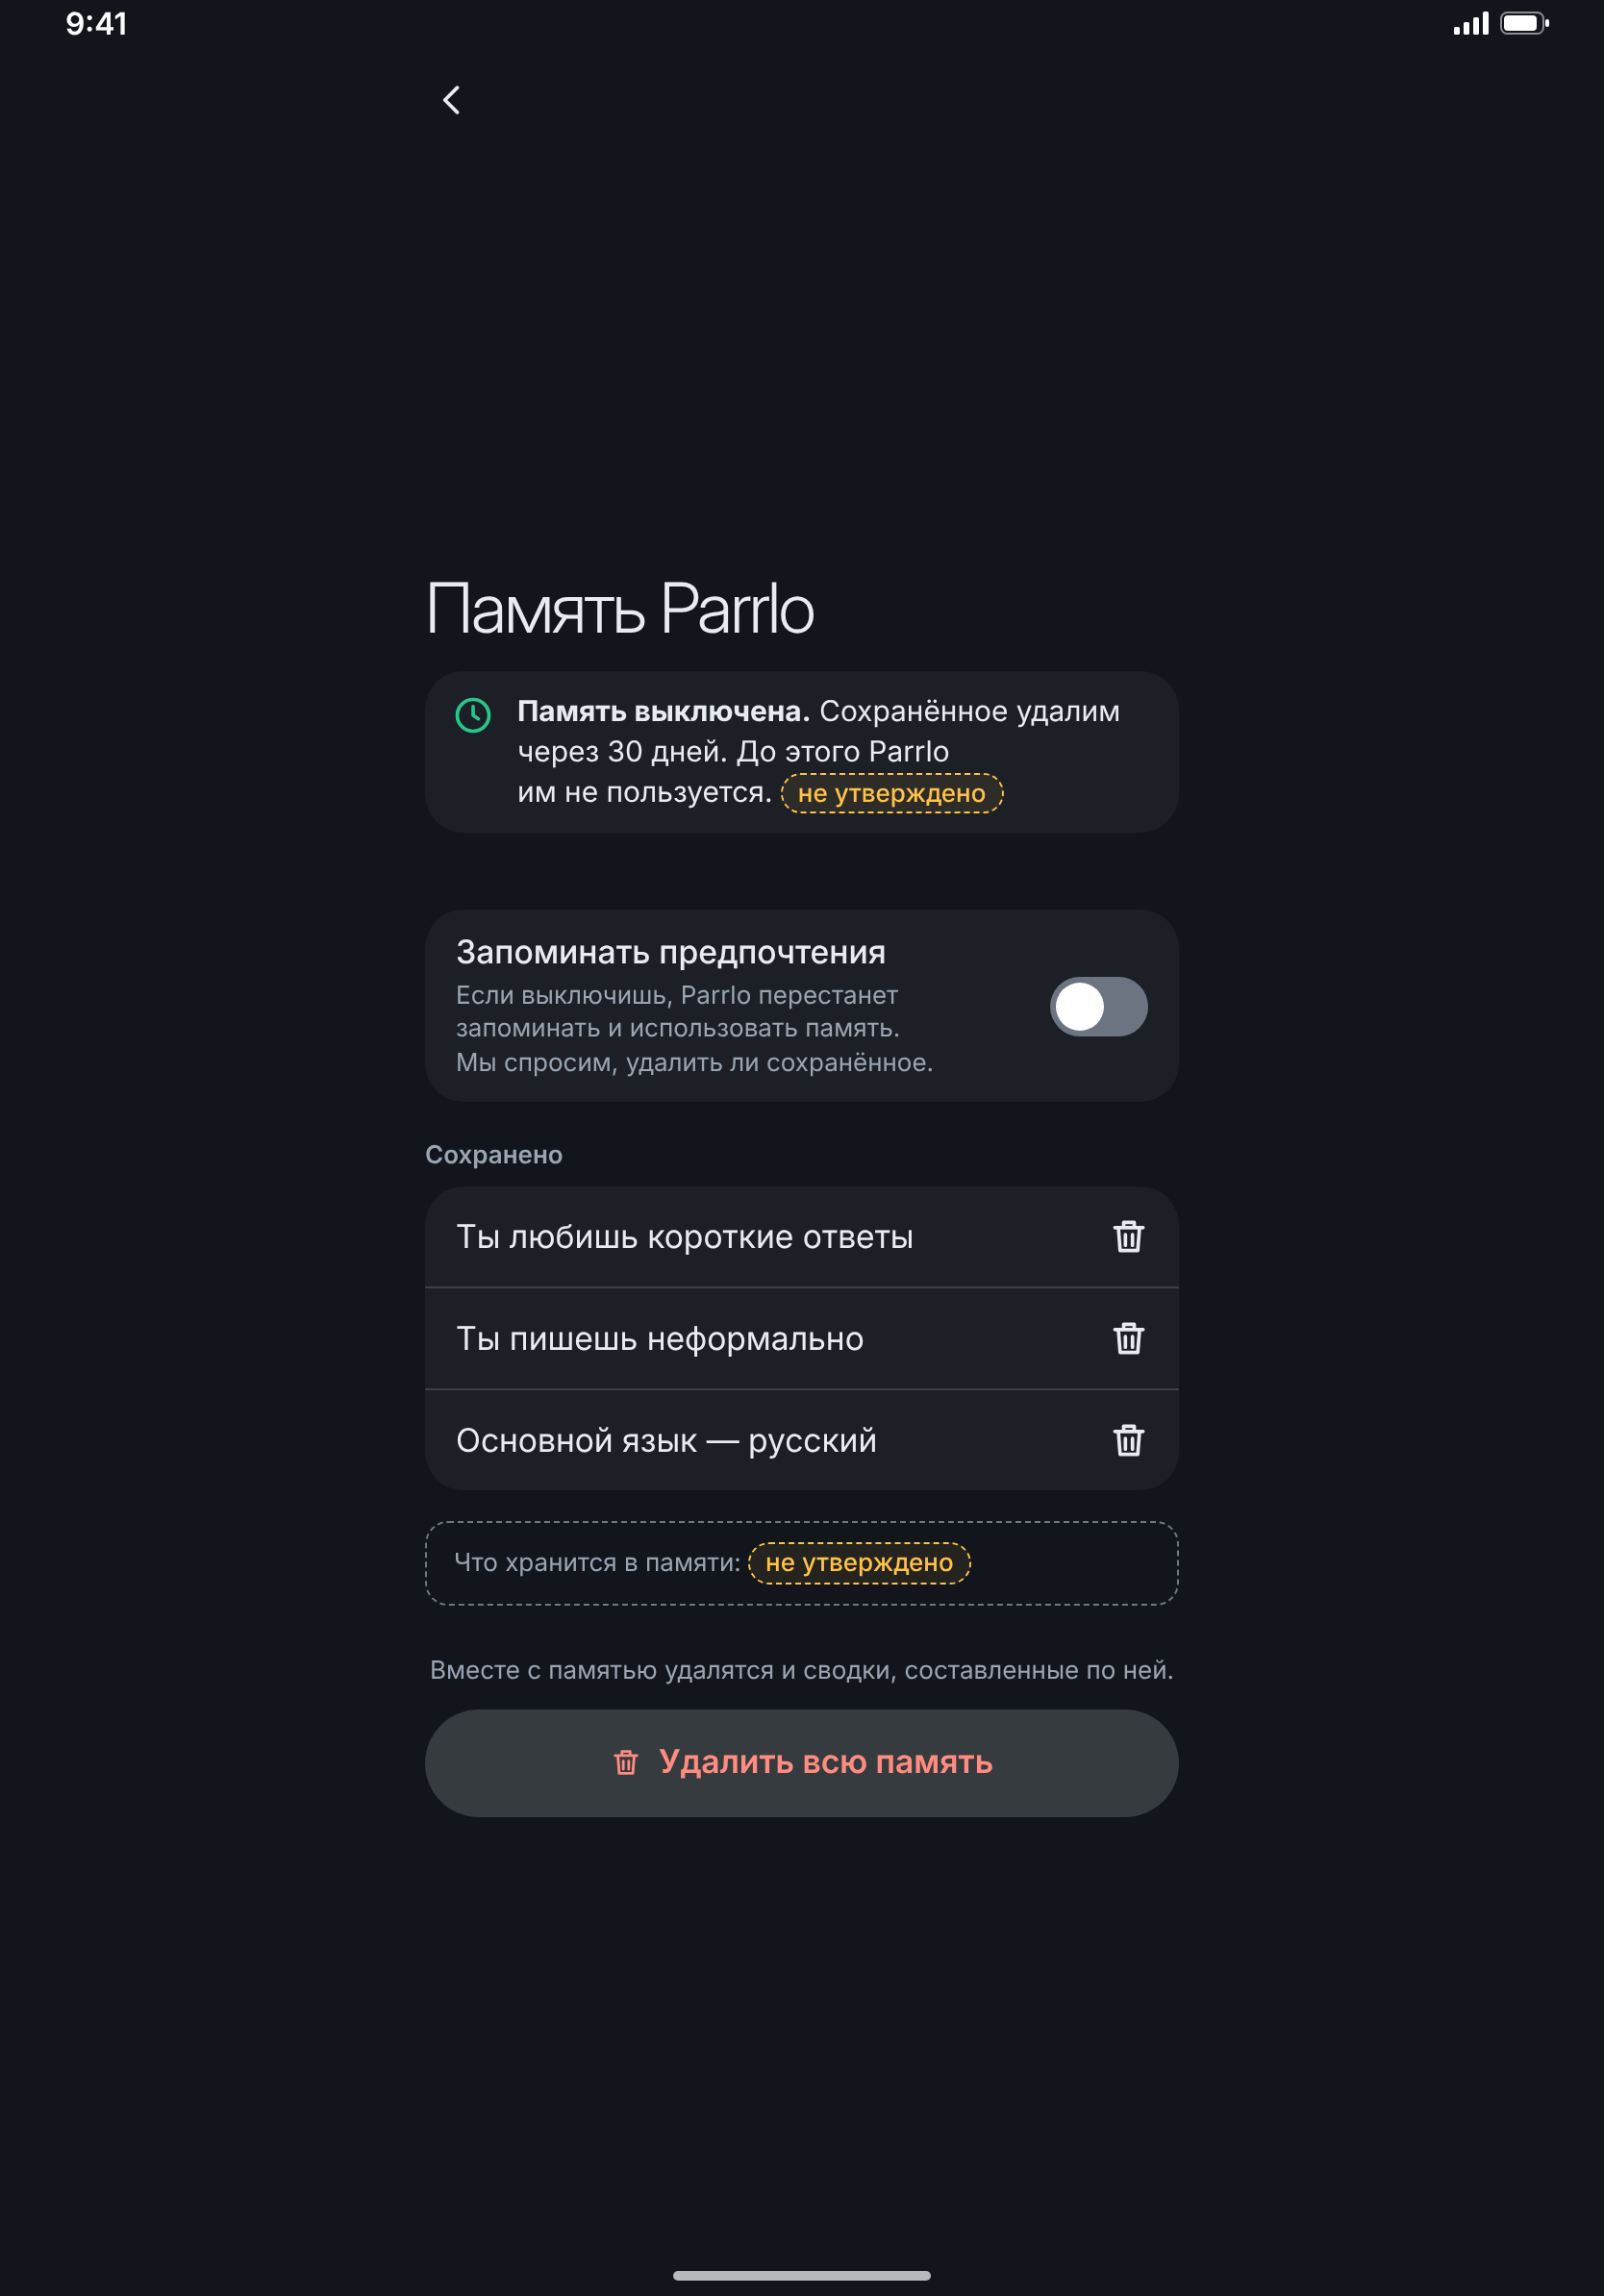 9:41
Память Parrlo
Память выключена. Сохранённое удалим
через 30 дней. До этого Parrlo
им не пользуется. не утверждено
Запоминать предпочтения
Если выключишь, Parrlo перестанет
запоминать и использовать память.
Мы спросим, удалить ли сохранённое.
Сохранено
Ты любишь короткие ответы
Ты пишешь неформально
Основной язык — русский
Что хранится в памяти: не утверждено
Вместе с памятью удалятся и сводки, составленные по ней.
Удалить всю память